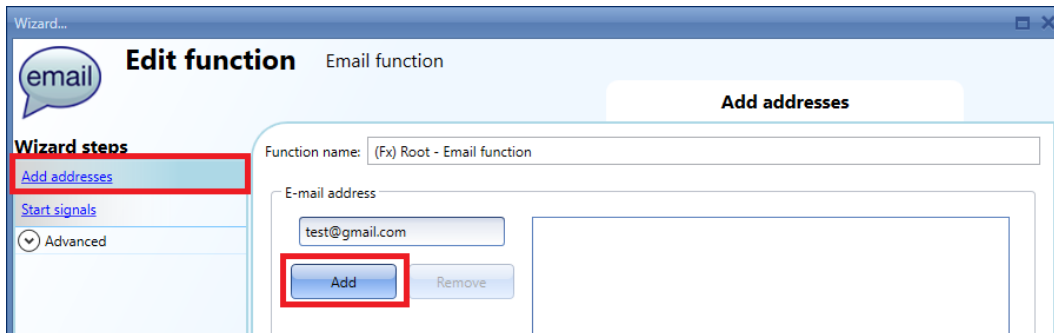 Wizard...
email
Edit function
Email function
Add addresses
Wizard steps
Add addresses
Start signals
Advanced
Function name: (Fx) Root - Email function
E-mail address
test@gmail.com
Add
Remove